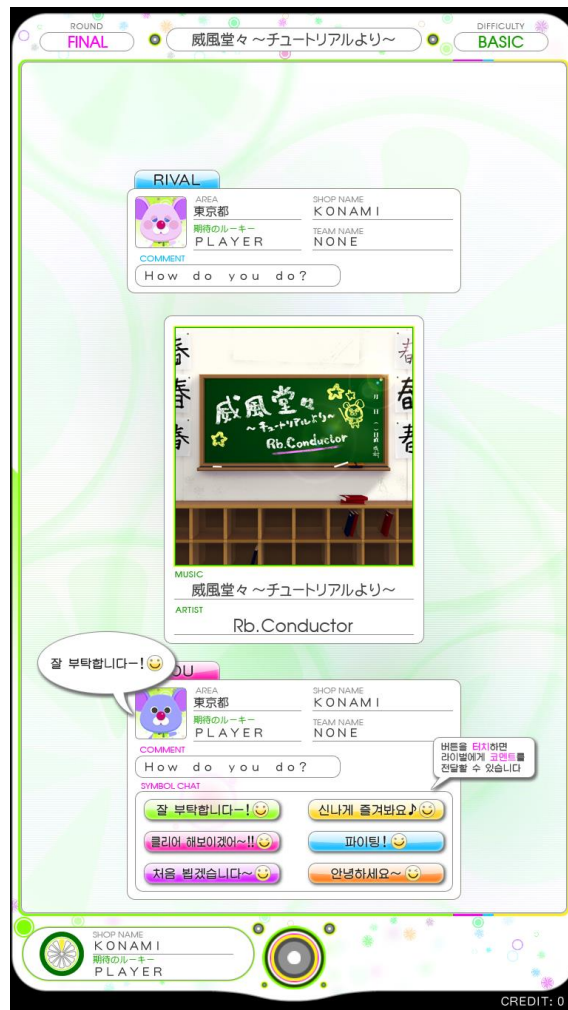 ROUND
FINAL
威風堂々 ～チュートリアルより～
DIFFICULTY
BASIC
RIVAL
AREA
東京都
SHOP NAME
KONAMI
期待のルーキー
PLAYER
TEAM NAME
NONE
COMMENT
How do you do?
春
春
春
春
春
春
威風堂々
～チュートリアルより～
Rb.Conductor
月
日
MUSIC
威風堂々 ～チュートリアルより～
ARTIST
Rb.Conductor
잘 부탁합니다-!
OU
AREA
東京都
SHOP NAME
KONAMI
期待のルーキー
PLAYER
TEAM NAME
NONE
버튼을 터치하면
라이벌에게 코멘트를
전달할 수 있습니다
COMMENT
How do you do?
SYMBOL CHAT
잘 부탁합니다-!
신나게 즐겨봐요♪
클리어 해보이겠어~!!
파이팅!
처음 뵙겠습니다~
안녕하세요~
SHOP NAME
KONAMI
期待のルーキー
PLAYER
CREDIT: 0